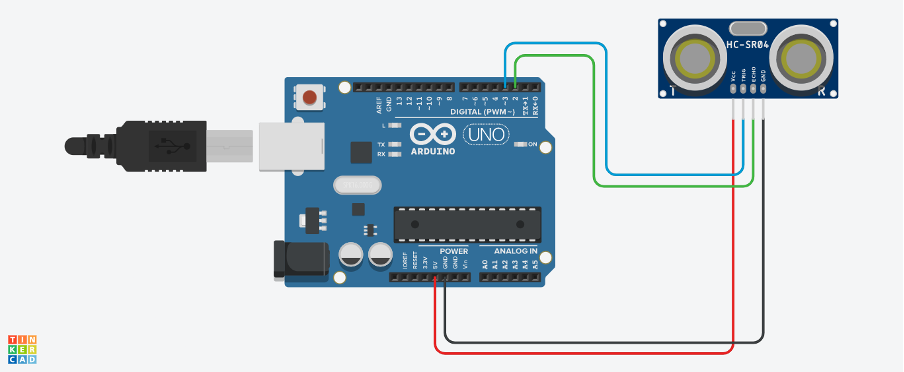 HC-SR04
Vcc
TRIG
ECHO
GND
T
R
AREF
GND
13
12
~11
~10
~9
8
7
~6
~5
4
~3
2
TX→1
RX←0
DIGITAL (PWM~)
L
TX
RX
ARDUINO
UNO
ON
POWER
ANALOG IN
IOREF
RESET
3.3V
5V
GND
GND
Vin
A0
A1
A2
A3
A4
A5
TIN
KER
CAD